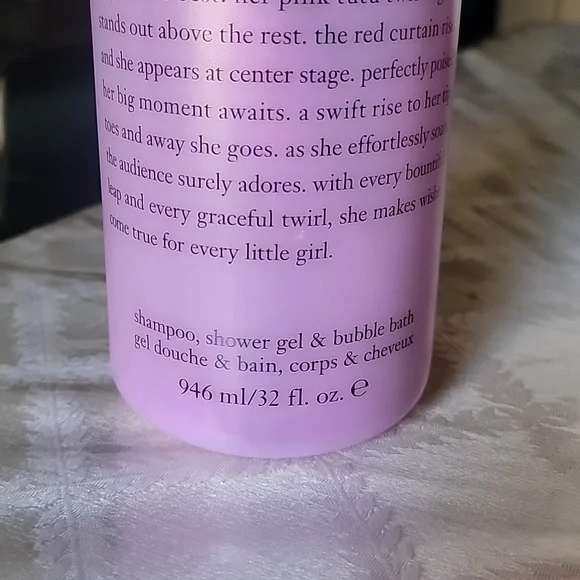 her pink tutu
stands out above the rest. the red curtain
and she appears at center stage. perfectly
her big moment awaits. a swift rise to her
toes and away she goes. as she effortlessly
the audience surely adores. with every
leap and every graceful twirl, she makes
come true for every little girl.
shampoo, shower gel & bubble bath
gel douche & bain, corps & cheveux
946 ml/32 fl. oz. ℮